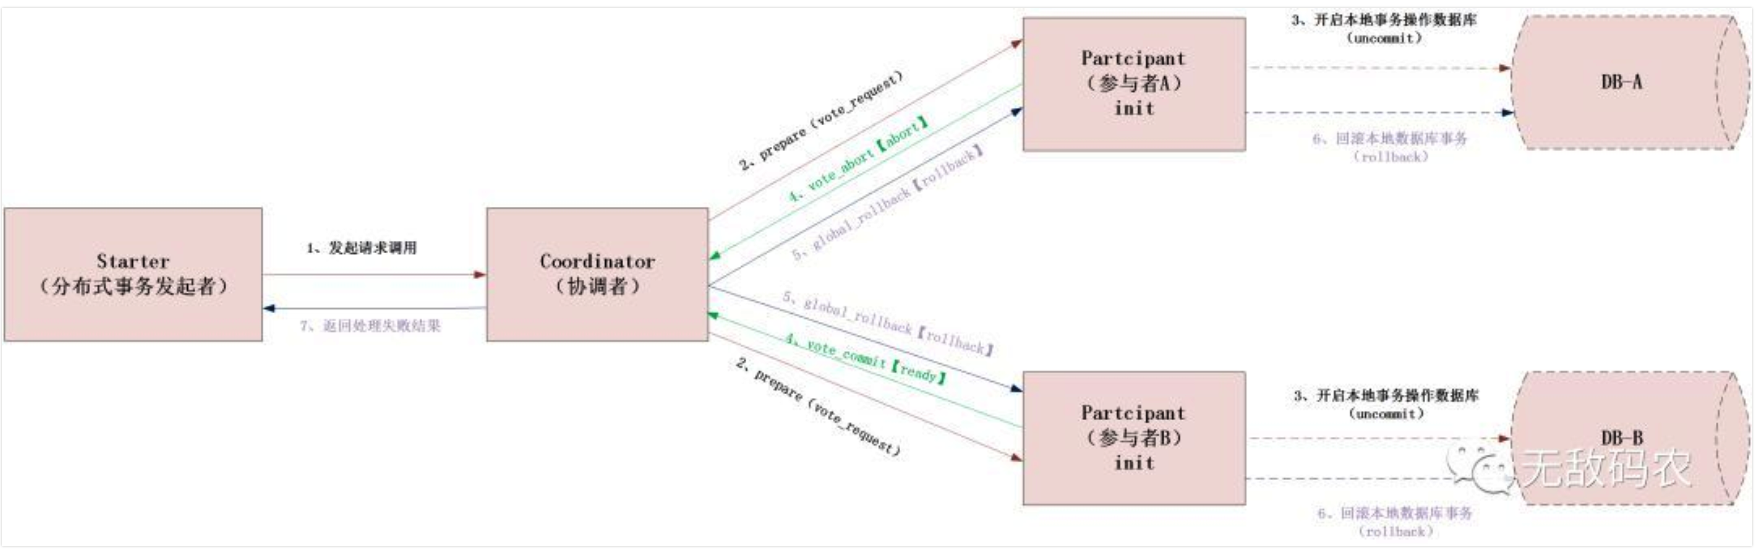 Starter
（分布式事务发起者）
1、发起请求调用
7、返回处理失败结果
Coordinator
（协调者）
2、prepare（vote_request）
4、vote_abort【abort】
5、global_rollback【rollback】
5、global_rollback【rollback】
4、vote_commit【ready】
2、prepare（vote_request）
Partcipant
（参与者A）
init
3、开启本地事务操作数据库
（uncommit）
6、回滚本地数据库事务
（rollback）
DB-A
Partcipant
（参与者B）
init
3、开启本地事务操作数据库
（uncommit）
6、回滚本地数据库事务
（rollback）
DB-B
无敌码农